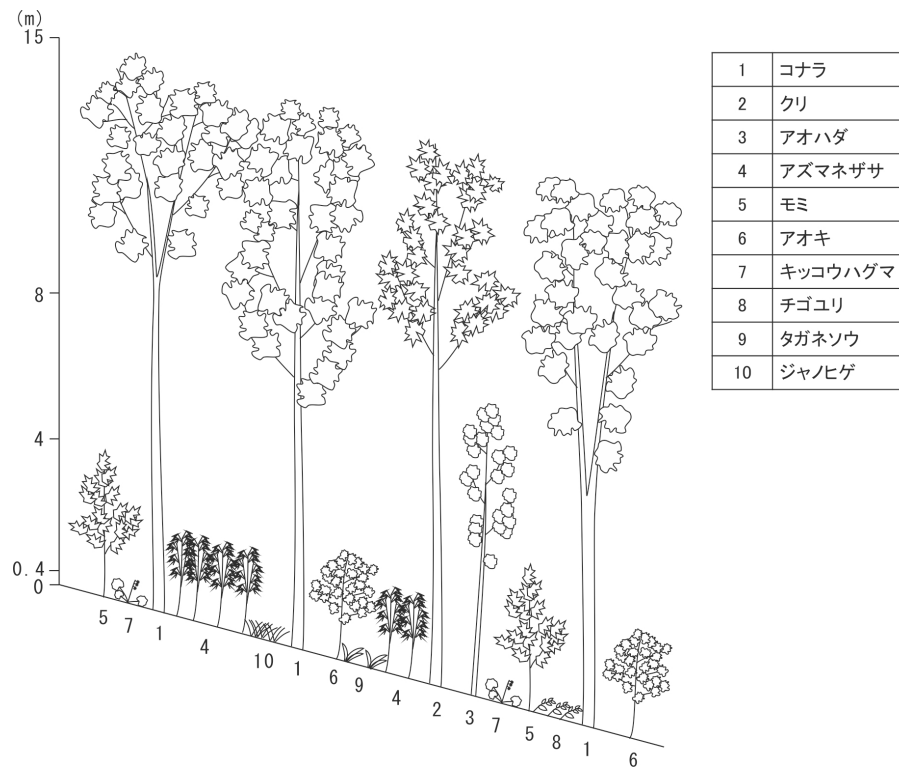 (m)
15
8
4
0.4
0
5 7 1 4 10 1 6 9 4 2 3 7 5 8 1 6
1 コナラ
2 クリ
3 アオハダ
4 アズマネザサ
5 モミ
6 アオキ
7 キッコウハグマ
8 チゴユリ
9 タガネソウ
10 ジャノヒゲ